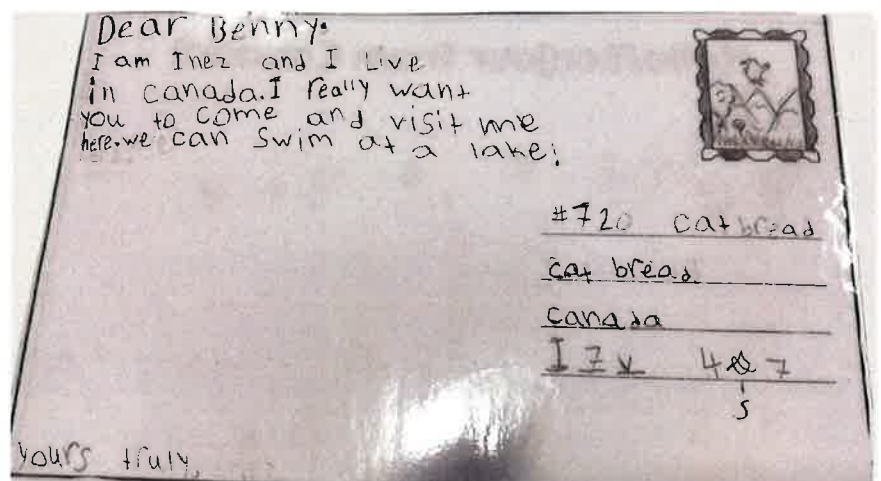 Dear Benny.
I am Inez and I Live
in canada. I really want
you to come and visit me
here. we can swim at a lake!
#720 cat bread
cat bread
canada
I7K 4 7
s
yours truly,